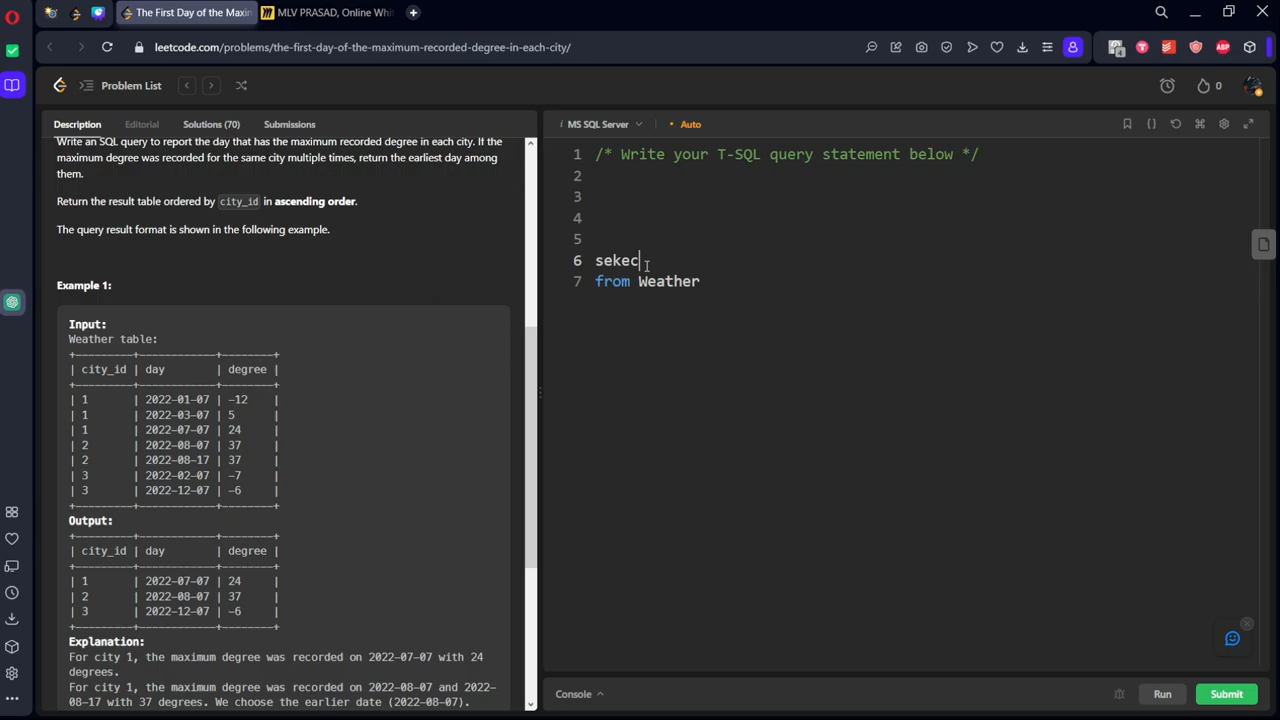 The First Day of the Maxin
MLV PRASAD, Online Whi
leetcode.com/problems/the-first-day-of-the-maximum-recorded-degree-in-each-city/
Problem List
0
Description Editorial Solutions (70) Submissions
Write an SQL query to report the day that has the maximum recorded degree in each city. If the
maximum degree was recorded for the same city multiple times, return the earliest day among
them.
Return the result table ordered by city_id in ascending order.
The query result format is shown in the following example.
Example 1:
Input:
Weather table:
+---------+------------+--------+
| city_id | day        | degree |
+---------+------------+--------+
| 1       | 2022-01-07 | -12    |
| 1       | 2022-03-07 | 5      |
| 1       | 2022-07-07 | 24     |
| 2       | 2022-08-07 | 37     |
| 2       | 2022-08-17 | 37     |
| 3       | 2022-02-07 | -7     |
| 3       | 2022-12-07 | -6     |
+---------+------------+--------+
Output:
+---------+------------+--------+
| city_id | day        | degree |
+---------+------------+--------+
| 1       | 2022-07-07 | 24     |
| 2       | 2022-08-07 | 37     |
| 3       | 2022-12-07 | -6     |
+---------+------------+--------+
Explanation:
For city 1, the maximum degree was recorded on 2022-07-07 with 24
degrees.
For city 1, the maximum degree was recorded on 2022-08-07 and 2022-
08-17 with 37 degrees. We choose the earlier date (2022-08-07).
i MS SQL Server • Auto
1 /* Write your T-SQL query statement below */
2
3
4
5
6 sekec
7 from Weather
Console
Run
Submit